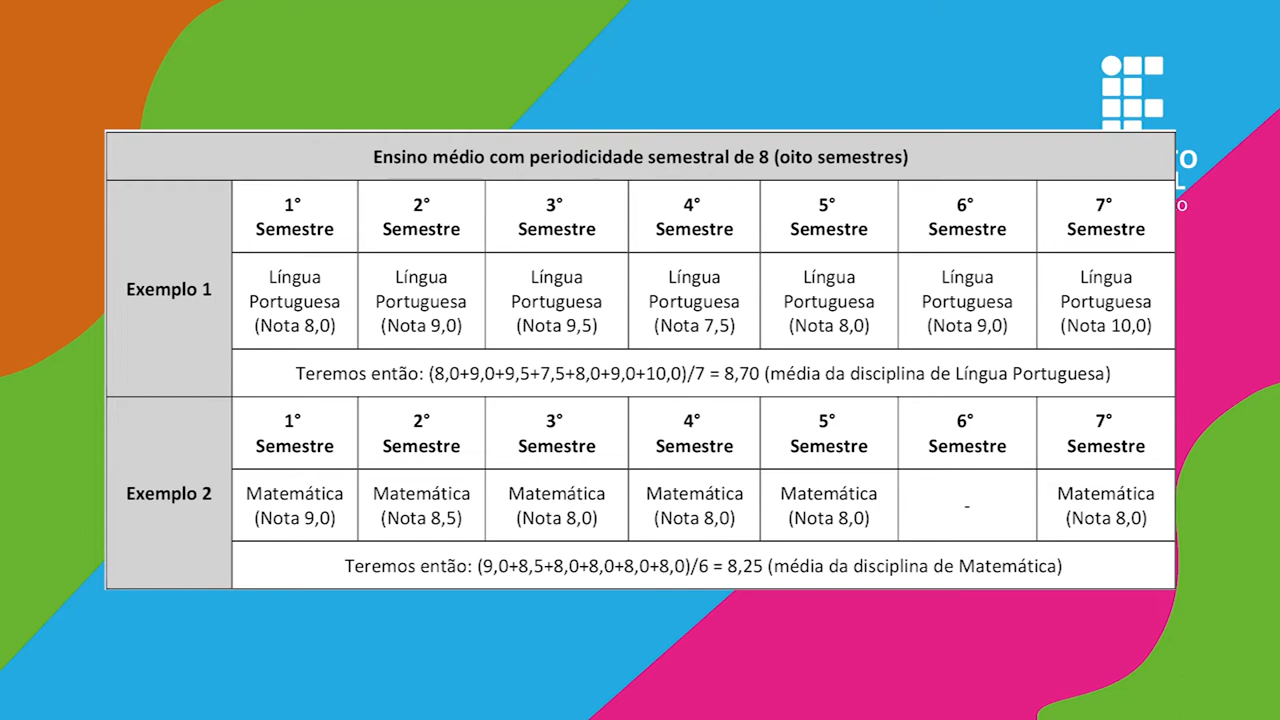 TO
L
O
Ensino médio com periodicidade semestral de 8 (oito semestres)
Exemplo 1
1° Semestre
2° Semestre
3° Semestre
4° Semestre
5° Semestre
6° Semestre
7° Semestre
Língua Portuguesa (Nota 8,0)
Língua Portuguesa (Nota 9,0)
Língua Portuguesa (Nota 9,5)
Língua Portuguesa (Nota 7,5)
Língua Portuguesa (Nota 8,0)
Língua Portuguesa (Nota 9,0)
Língua Portuguesa (Nota 10,0)
Teremos então: (8,0+9,0+9,5+7,5+8,0+9,0+10,0)/7 = 8,70 (média da disciplina de Língua Portuguesa)
Exemplo 2
1° Semestre
2° Semestre
3° Semestre
4° Semestre
5° Semestre
6° Semestre
7° Semestre
Matemática (Nota 9,0)
Matemática (Nota 8,5)
Matemática (Nota 8,0)
Matemática (Nota 8,0)
Matemática (Nota 8,0)
-
Matemática (Nota 8,0)
Teremos então: (9,0+8,5+8,0+8,0+8,0+8,0)/6 = 8,25 (média da disciplina de Matemática)